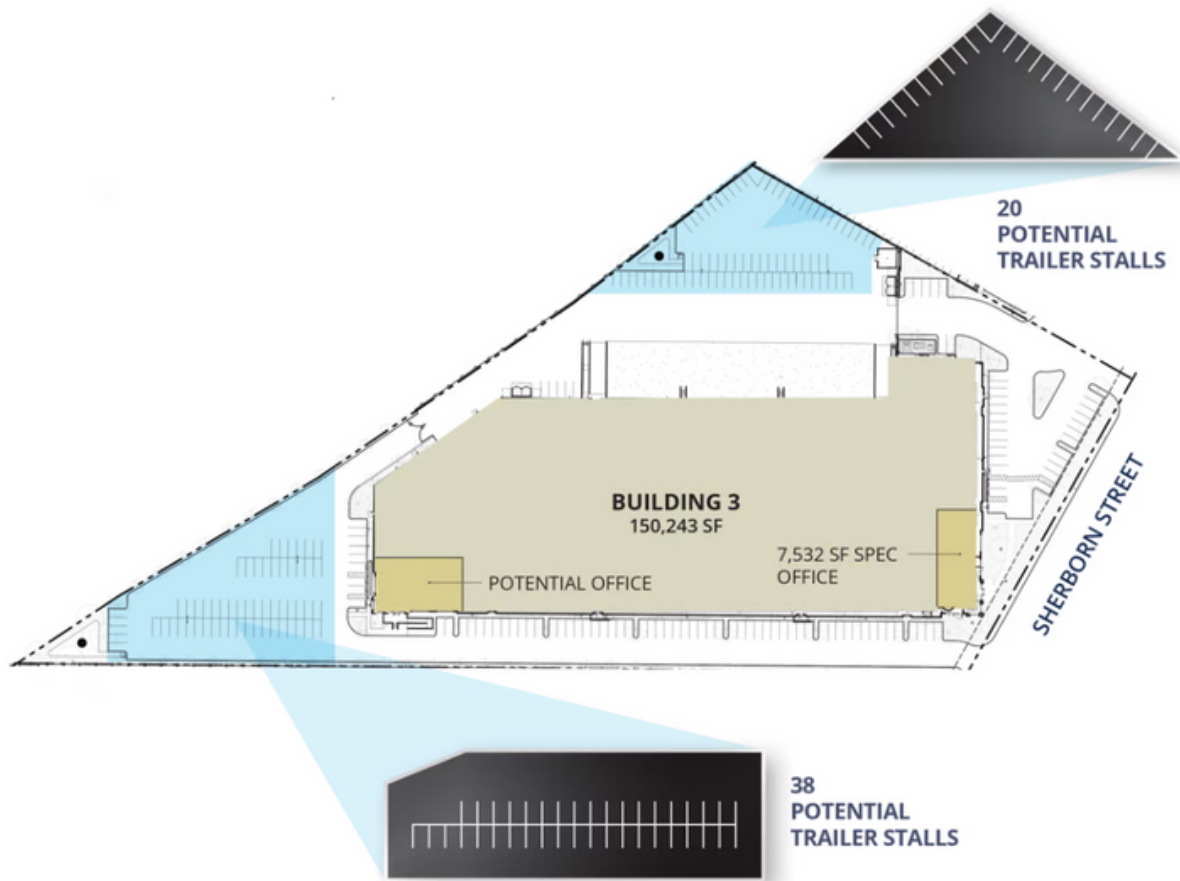 20
POTENTIAL
TRAILER STALLS
BUILDING 3
150,243 SF
7,532 SF SPEC
OFFICE
POTENTIAL OFFICE
SHERBORN STREET
38
POTENTIAL
TRAILER STALLS